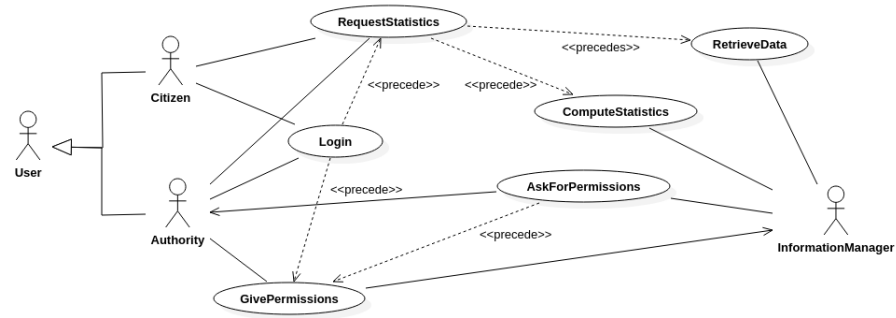 RequestStatistics
<<precedes>>
RetrieveData
Citizen
<<precede>>
<<precede>>
ComputeStatistics
Login
User
<<precede>>
AskForPermissions
Authority
<<precede>>
InformationManager
GivePermissions